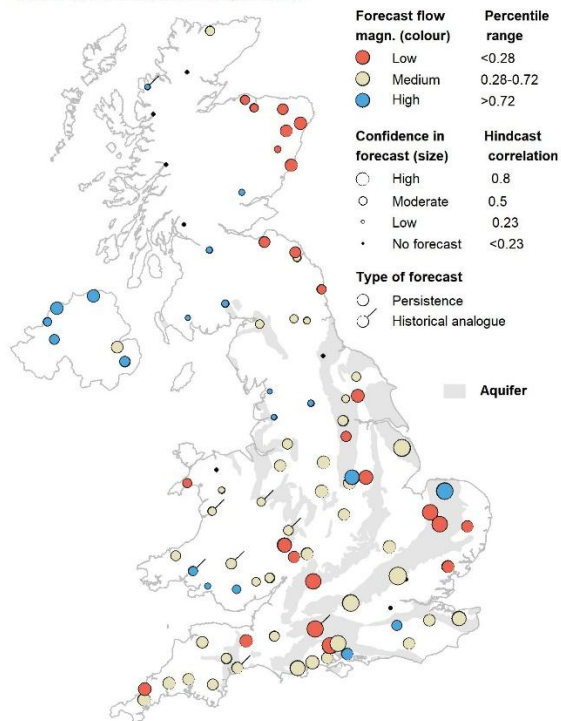 Forecast flow Percentile
magn. (colour) range
Low <0.28
Medium 0.28-0.72
High >0.72
Confidence in Hindcast
forecast (size) correlation
High 0.8
Moderate 0.5
Low 0.23
No forecast <0.23
Type of forecast
Persistence
Historical analogue
Aquifer